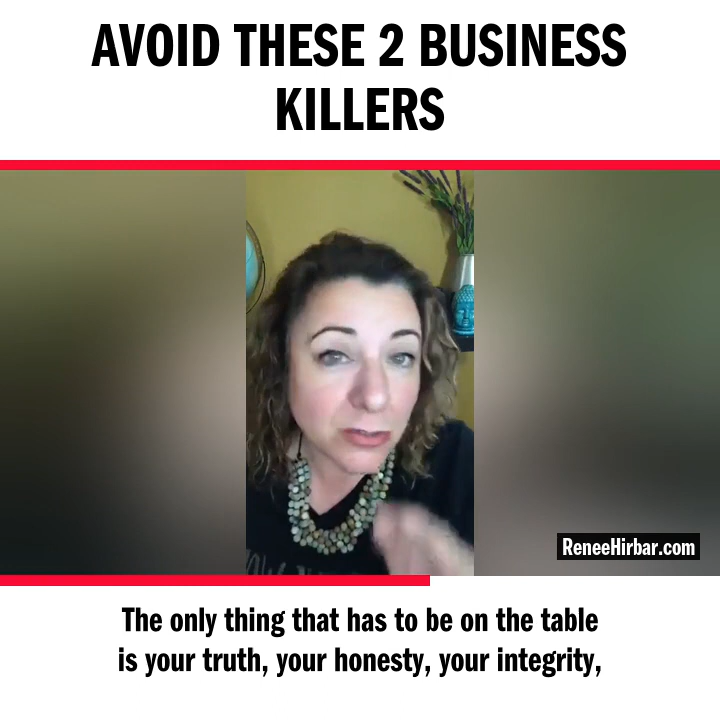 AVOID THESE 2 BUSINESS
KILLERS
ReneeHirbar.com
The only thing that has to be on the table
is your truth, your honesty, your integrity,